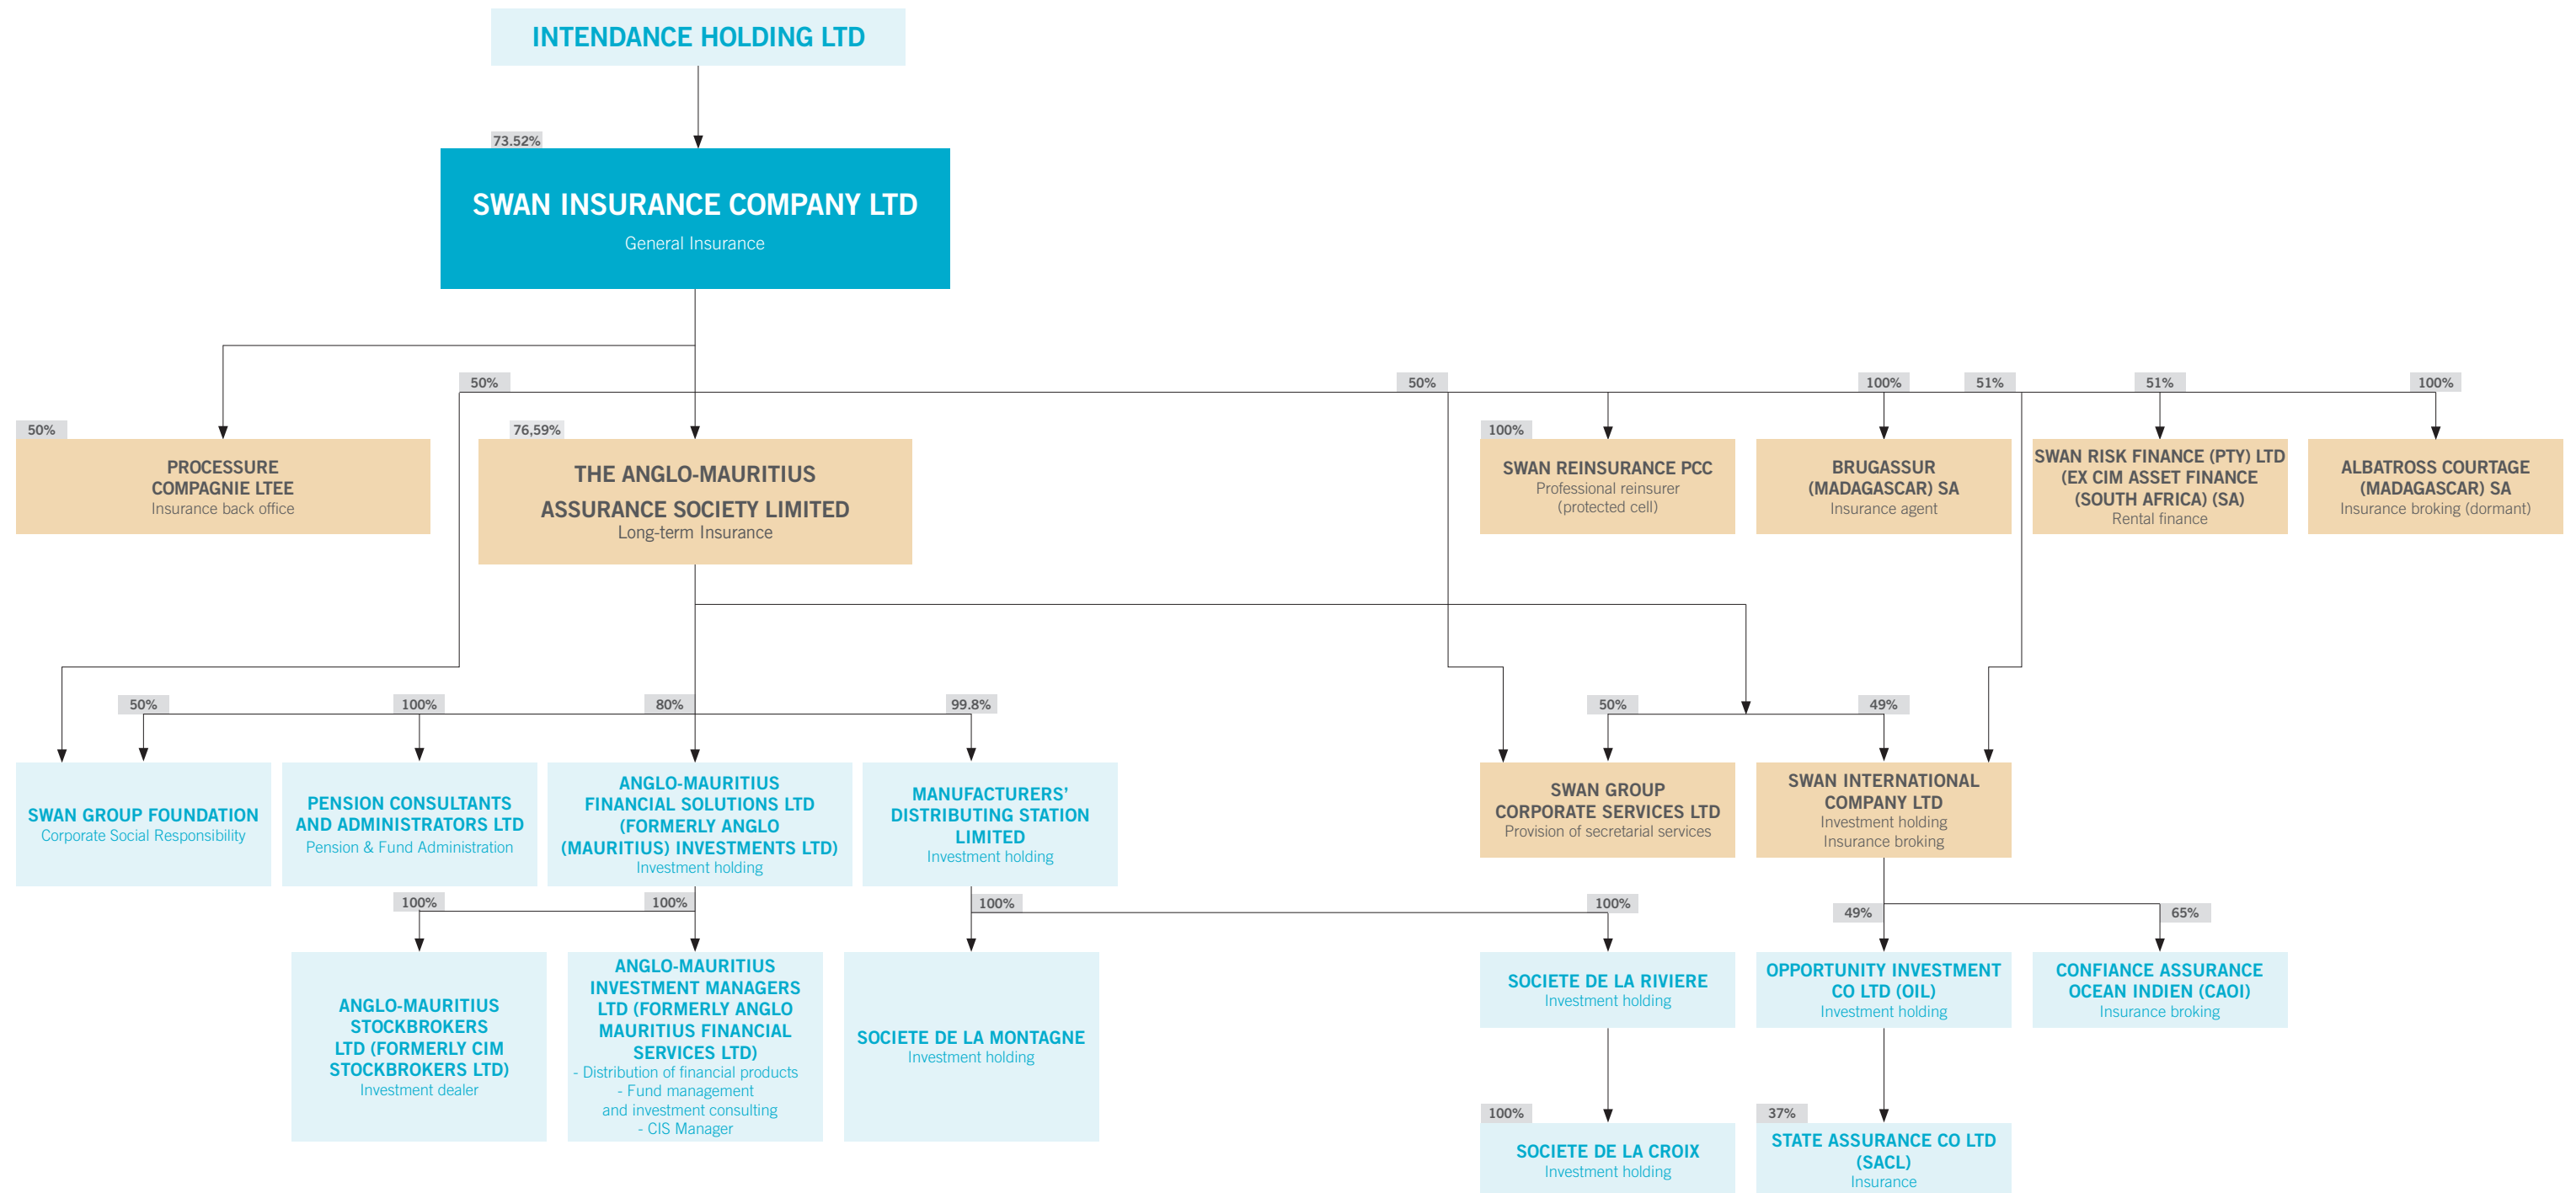 INTENDANCE HOLDING LTD
73.52%
SWAN INSURANCE COMPANY LTD
General Insurance
50%
50%
100%
51%
51%
100%
50%
PROCESSURE
COMPAGNIE LTEE
Insurance back office
76,59%
THE ANGLO-MAURITIUS
ASSURANCE SOCIETY LIMITED
Long-term Insurance
100%
SWAN REINSURANCE PCC
Professional reinsurer
(protected cell)
BRUGASSUR
(MADAGASCAR) SA
Insurance agent
SWAN RISK FINANCE (PTY) LTD
(EX CIM ASSET FINANCE
(SOUTH AFRICA) (SA)
Rental finance
ALBATROSS COURTAGE
(MADAGASCAR) SA
Insurance broking (dormant)
50%
100%
80%
99.8%
50%
49%
SWAN GROUP FOUNDATION
Corporate Social Responsibility
PENSION CONSULTANTS
AND ADMINISTRATORS LTD
Pension & Fund Administration
ANGLO-MAURITIUS
FINANCIAL SOLUTIONS LTD
(FORMERLY ANGLO
(MAURITIUS) INVESTMENTS LTD)
Investment holding
MANUFACTURERS’
DISTRIBUTING STATION
LIMITED
Investment holding
SWAN GROUP
CORPORATE SERVICES LTD
Provision of secretarial services
SWAN INTERNATIONAL
COMPANY LTD
Investment holding
Insurance broking
100%
100%
100%
100%
49%
65%
ANGLO-MAURITIUS
STOCKBROKERS
LTD (FORMERLY CIM
STOCKBROKERS LTD)
Investment dealer
ANGLO-MAURITIUS
INVESTMENT MANAGERS
LTD (FORMERLY ANGLO
MAURITIUS FINANCIAL
SERVICES LTD)
- Distribution of financial products
- Fund management
and investment consulting
- CIS Manager
SOCIETE DE LA MONTAGNE
Investment holding
SOCIETE DE LA RIVIERE
Investment holding
OPPORTUNITY INVESTMENT
CO LTD (OIL)
Investment holding
CONFIANCE ASSURANCE
OCEAN INDIEN (CAOI)
Insurance broking
100%
SOCIETE DE LA CROIX
Investment holding
37%
STATE ASSURANCE CO LTD
(SACL)
Insurance